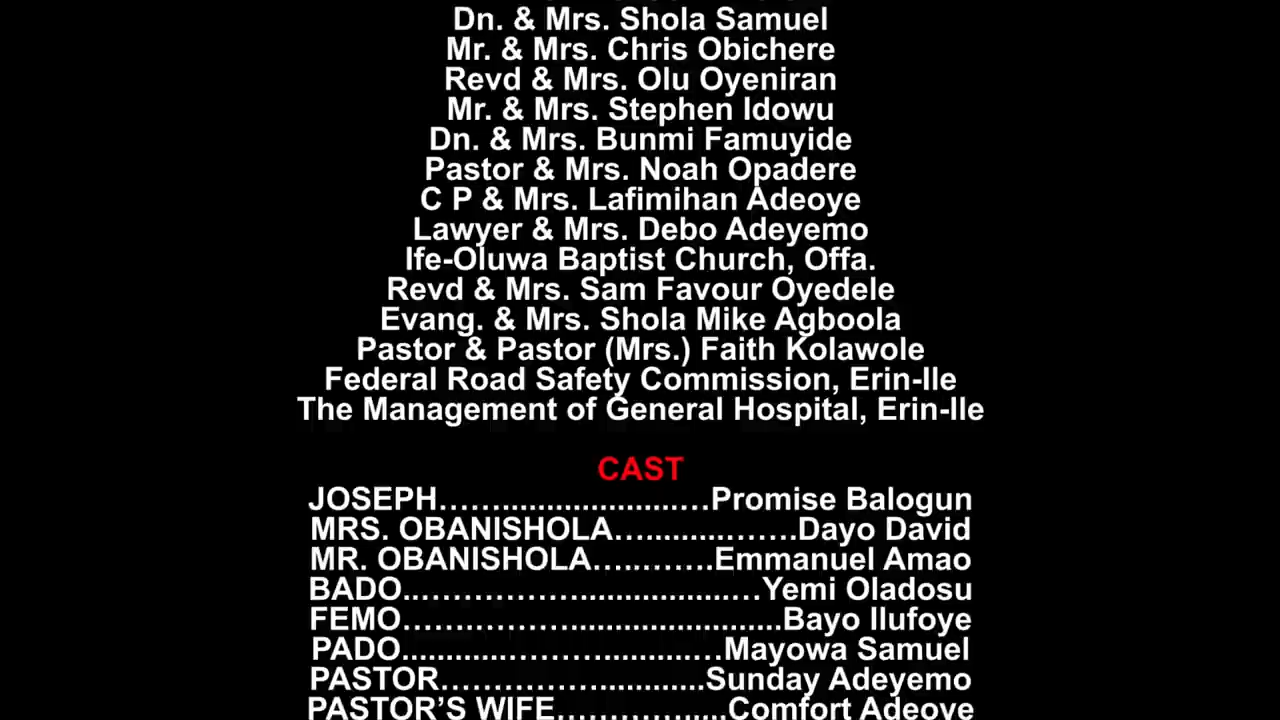 Dn. & Mrs. Shola Samuel
Mr. & Mrs. Chris Obichere
Revd & Mrs. Olu Oyeniran
Mr. & Mrs. Stephen Idowu
Dn. & Mrs. Bunmi Famuyide
Pastor & Mrs. Noah Opadere
C P & Mrs. Lafimihan Adeoye
Lawyer & Mrs. Debo Adeyemo
Ife-Oluwa Baptist Church, Offa.
Revd & Mrs. Sam Favour Oyedele
Evang. & Mrs. Shola Mike Agboola
Pastor & Pastor (Mrs.) Faith Kolawole
Federal Road Safety Commission, Erin-Ile
The Management of General Hospital, Erin-Ile
CAST
JOSEPH…….......................…Promise Balogun
MRS. OBANISHOLA….........…….Dayo David
MR. OBANISHOLA…..…….Emmanuel Amao
BADO..………………...................…Yemi Oladosu
FEMO.………………........................Bayo Ilufoye
PADO............………...........…Mayowa Samuel
PASTOR………………............Sunday Adeyemo
PASTOR’S WIFE……………....Comfort Adeoye